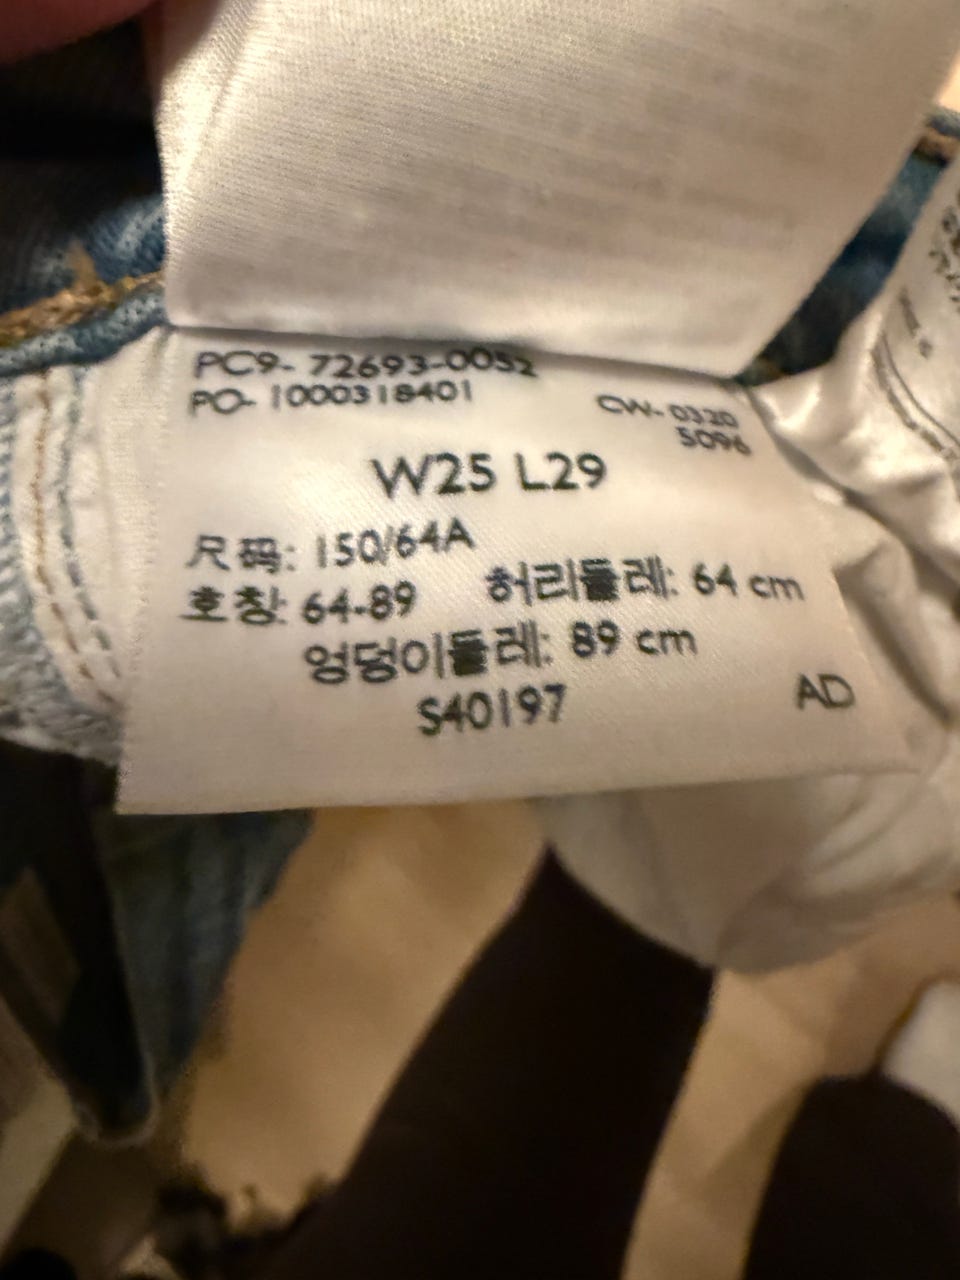 PC9- 72693-0052
PO- 1000318401
CW- 0320
5096
W25 L29
尺码: 150/64A
호칭: 64-89 허리둘레: 64 cm
엉덩이둘레: 89 cm
S40197
AD